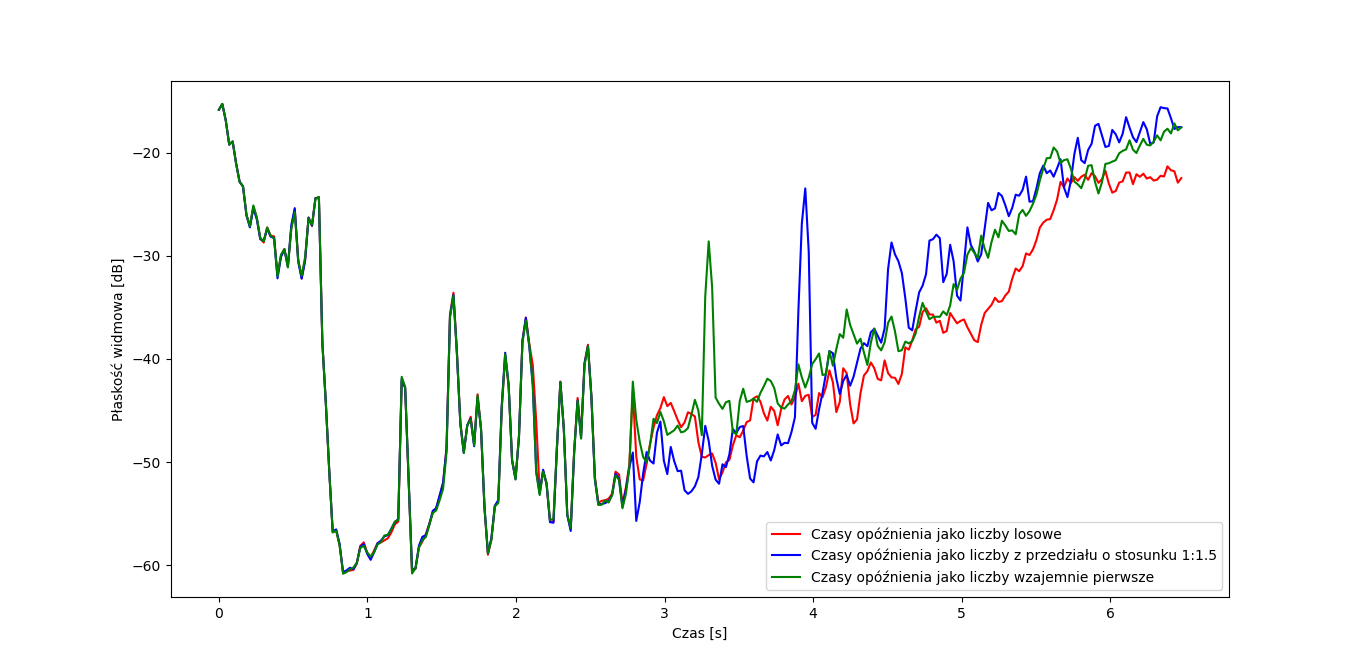 Płaskość widmowa [dB]
−20
−30
−40
−50
−60
Czasy opóźnienia jako liczby losowe
Czasy opóźnienia jako liczby z przedziału o stosunku 1:1.5
Czasy opóźnienia jako liczby wzajemnie pierwsze
0 1 2 3 4 5 6
Czas [s]